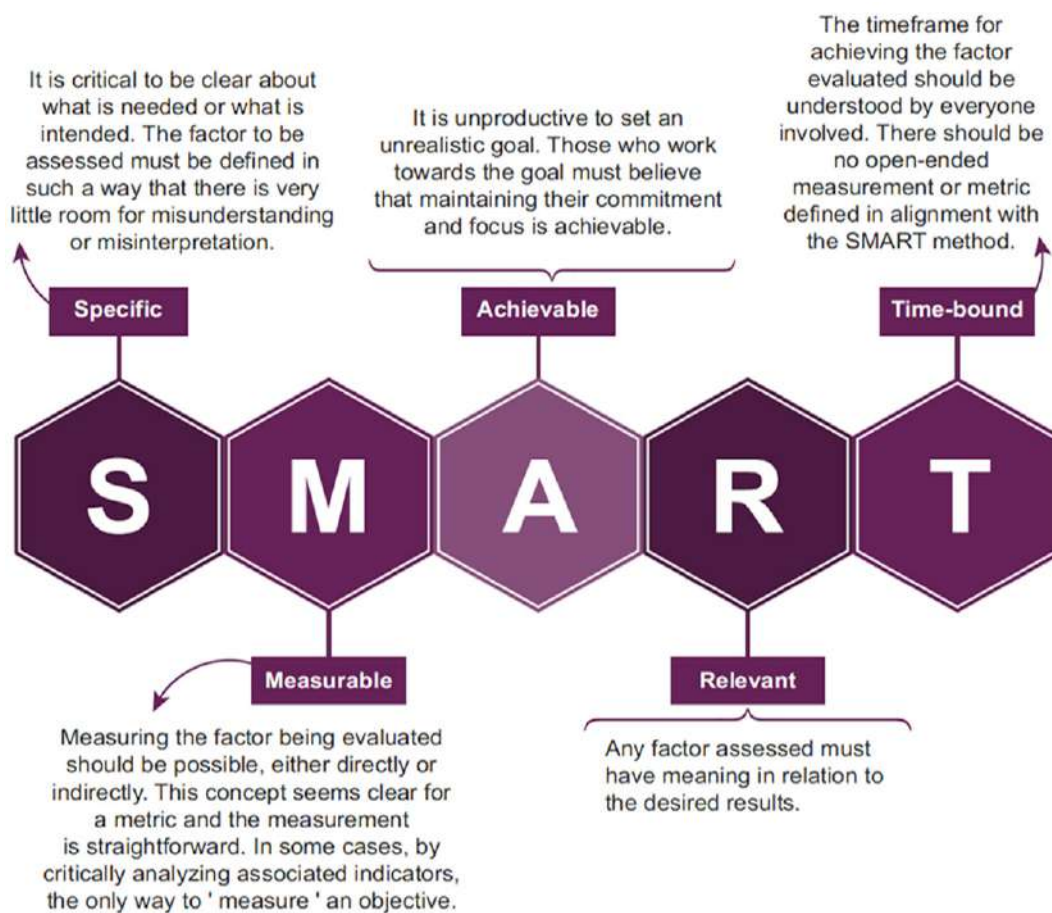 It is critical to be clear about
what is needed or what is
intended. The factor to be
assessed must be defined in
such a way that there is very
little room for misunderstanding
or misinterpretation.
Specific
It is unproductive to set an
unrealistic goal. Those who work
towards the goal must believe
that maintaining their commitment
and focus is achievable.
Achievable
The timeframe for
achieving the factor
evaluated should be
understood by everyone
involved. There should be
no open-ended
measurement or metric
defined in alignment with
the SMART method.
Time-bound
S M A R T
Measurable
Measuring the factor being evaluated
should be possible, either directly or
indirectly. This concept seems clear for
a metric and the measurement
is straightforward. In some cases, by
critically analyzing associated indicators,
the only way to ' measure ' an objective.
Relevant
Any factor assessed must
have meaning in relation to
the desired results.